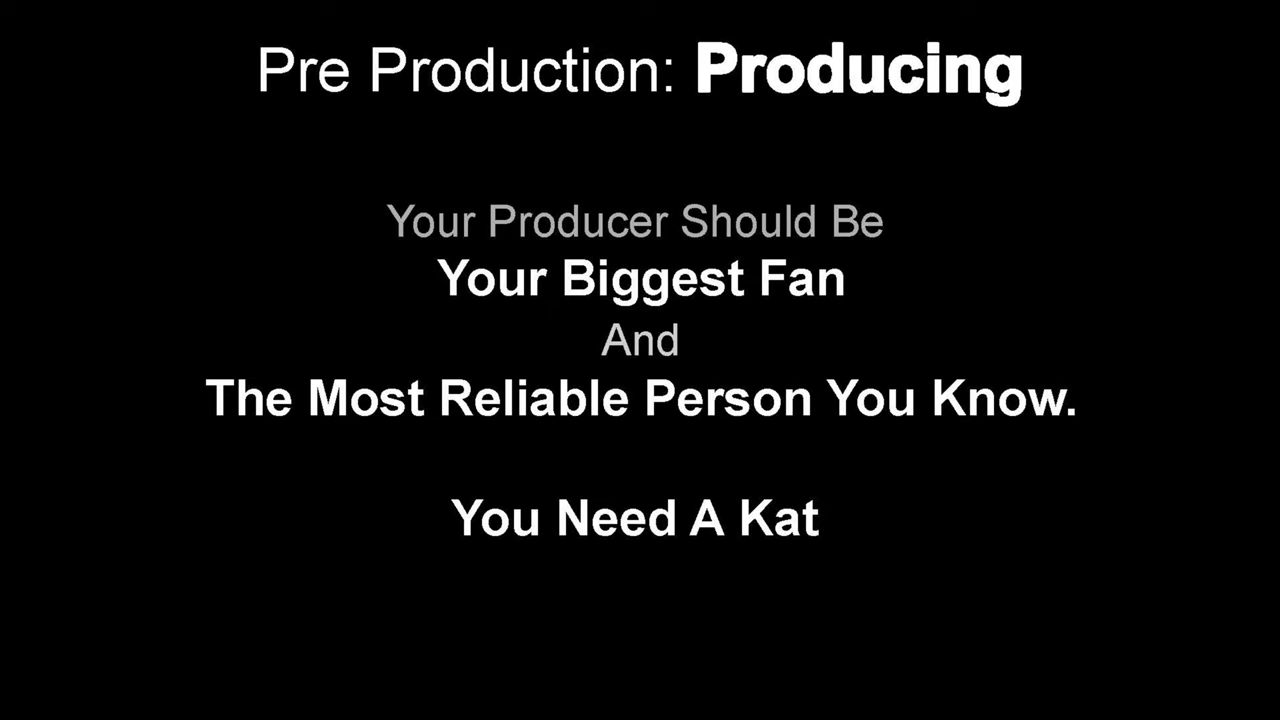 Pre Production: Producing
Your Producer Should Be
Your Biggest Fan
And
The Most Reliable Person You Know.
You Need A Kat